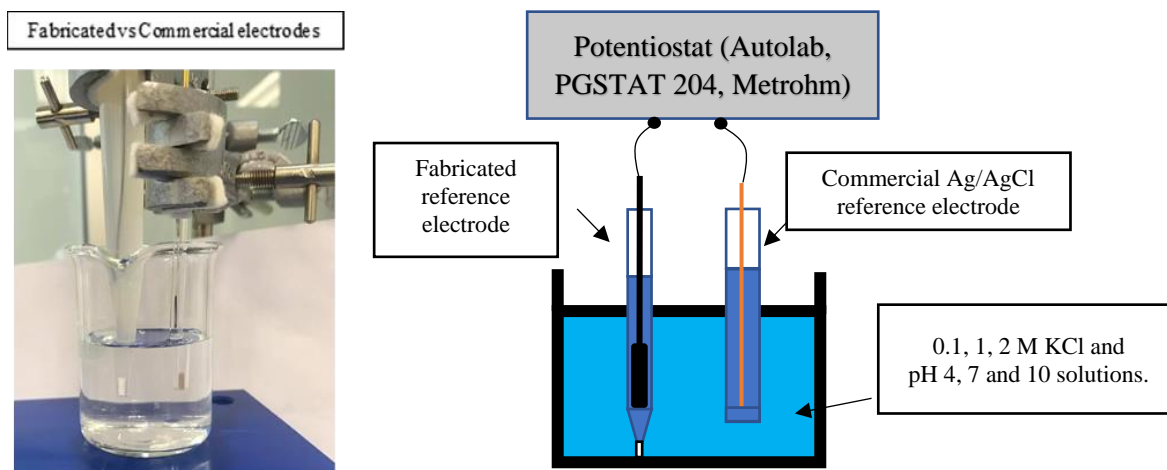 Fabricated vs Commercial electrodes
Potentiostat (Autolab,
PGSTAT 204, Metrohm)
Fabricated
reference
electrode
Commercial Ag/AgCl
reference electrode
0.1, 1, 2 M KCl and
pH 4, 7 and 10 solutions.